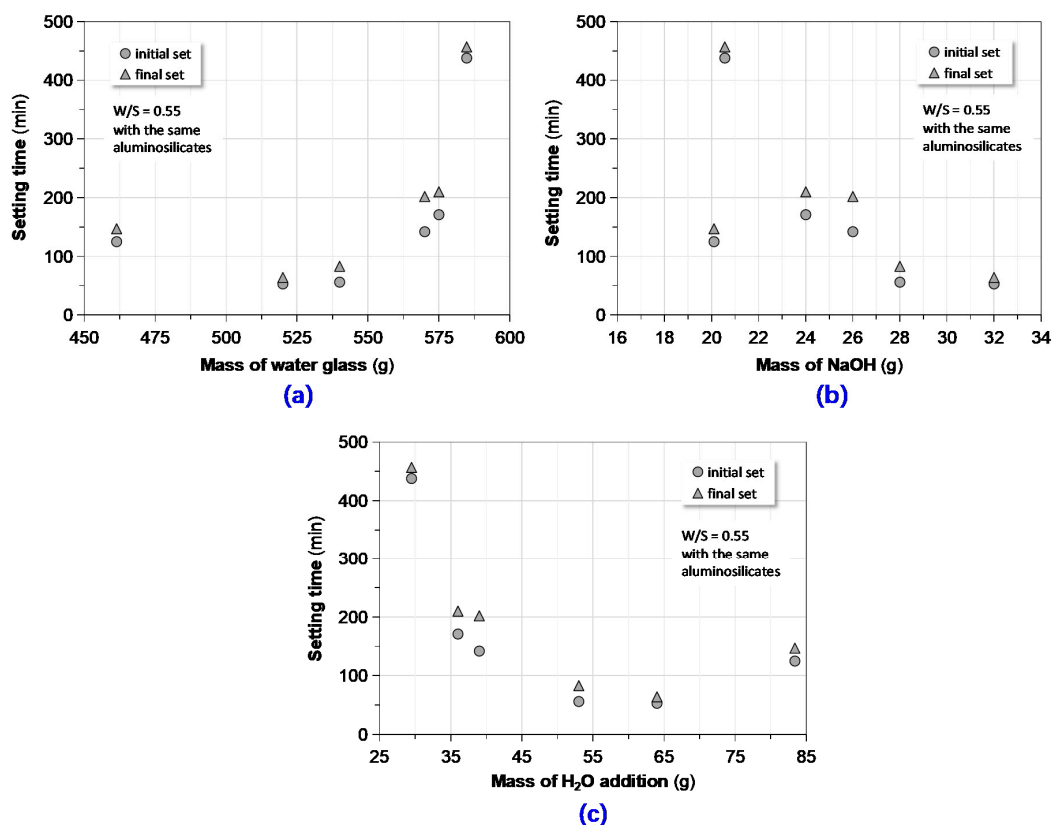 500
400
300
200
100
0
Setting time (min)
initial set
final set
W/S = 0.55
with the same
aluminosilicates
450 475 500 525 550 575 600
Mass of water glass (g)
(a)
500
400
300
200
100
0
Setting time (min)
initial set
final set
W/S = 0.55
with the same
aluminosilicates
16 18 20 22 24 26 28 30 32 34
Mass of NaOH (g)
(b)
500
400
300
200
100
0
Setting time (min)
initial set
final set
W/S = 0.55
with the same
aluminosilicates
25 35 45 55 65 75 85
Mass of H₂O addition (g)
(c)